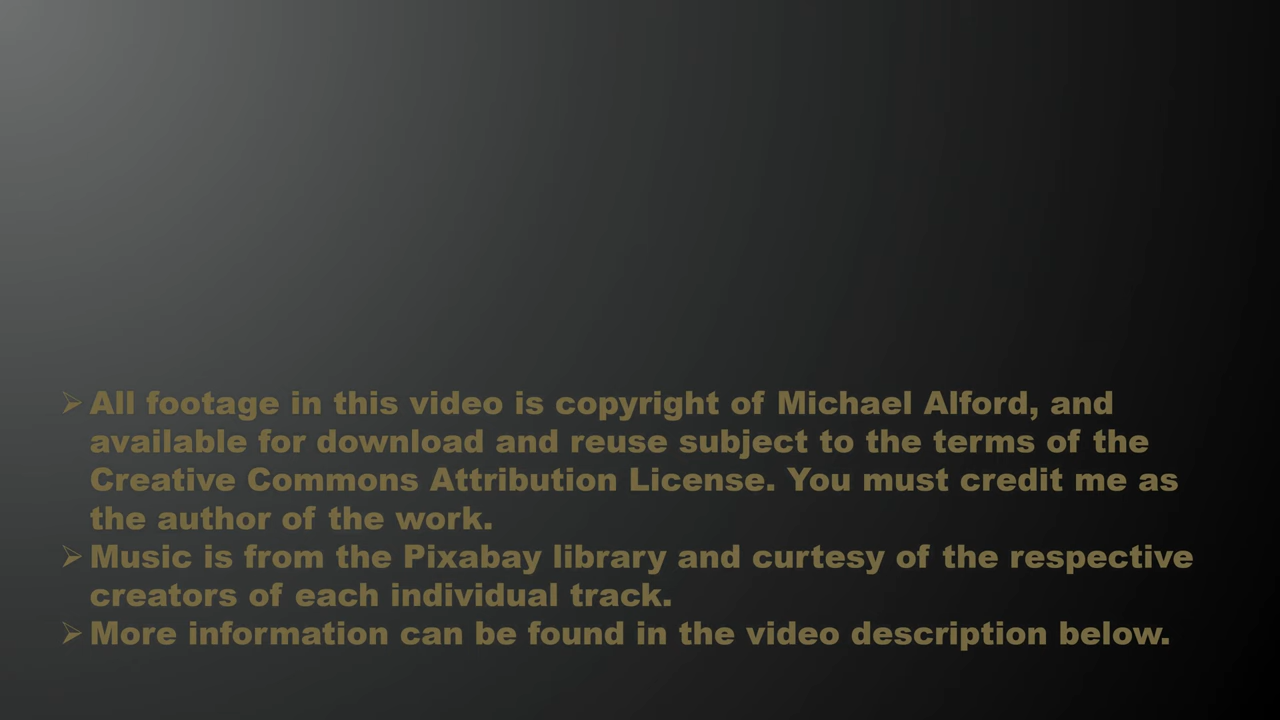 ➢ All footage in this video is copyright of Michael Alford, and
available for download and reuse subject to the terms of the
Creative Commons Attribution License. You must credit me as
the author of the work.
➢ Music is from the Pixabay library and curtesy of the respective
creators of each individual track.
➢ More information can be found in the video description below.